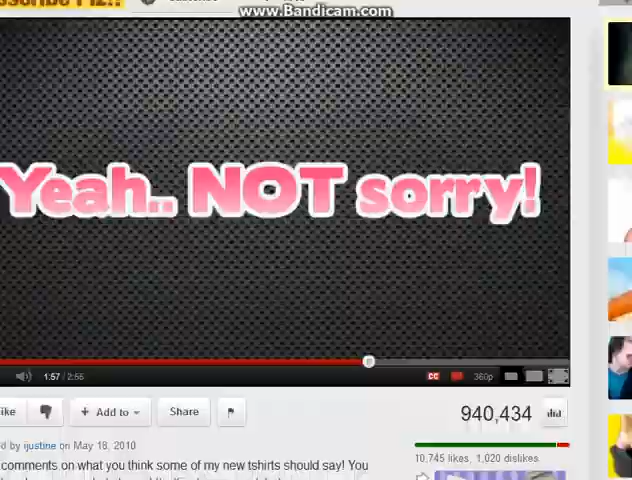 www.Bandicam.com
Yeah.. NOT sorry!
1:57 / 2:56
CC
360p
ike
+ Add to
Share
940,434
d by ijustine on May 18, 2010
10,745 likes, 1,020 dislikes.
comments on what you think some of my new tshirts should say! You